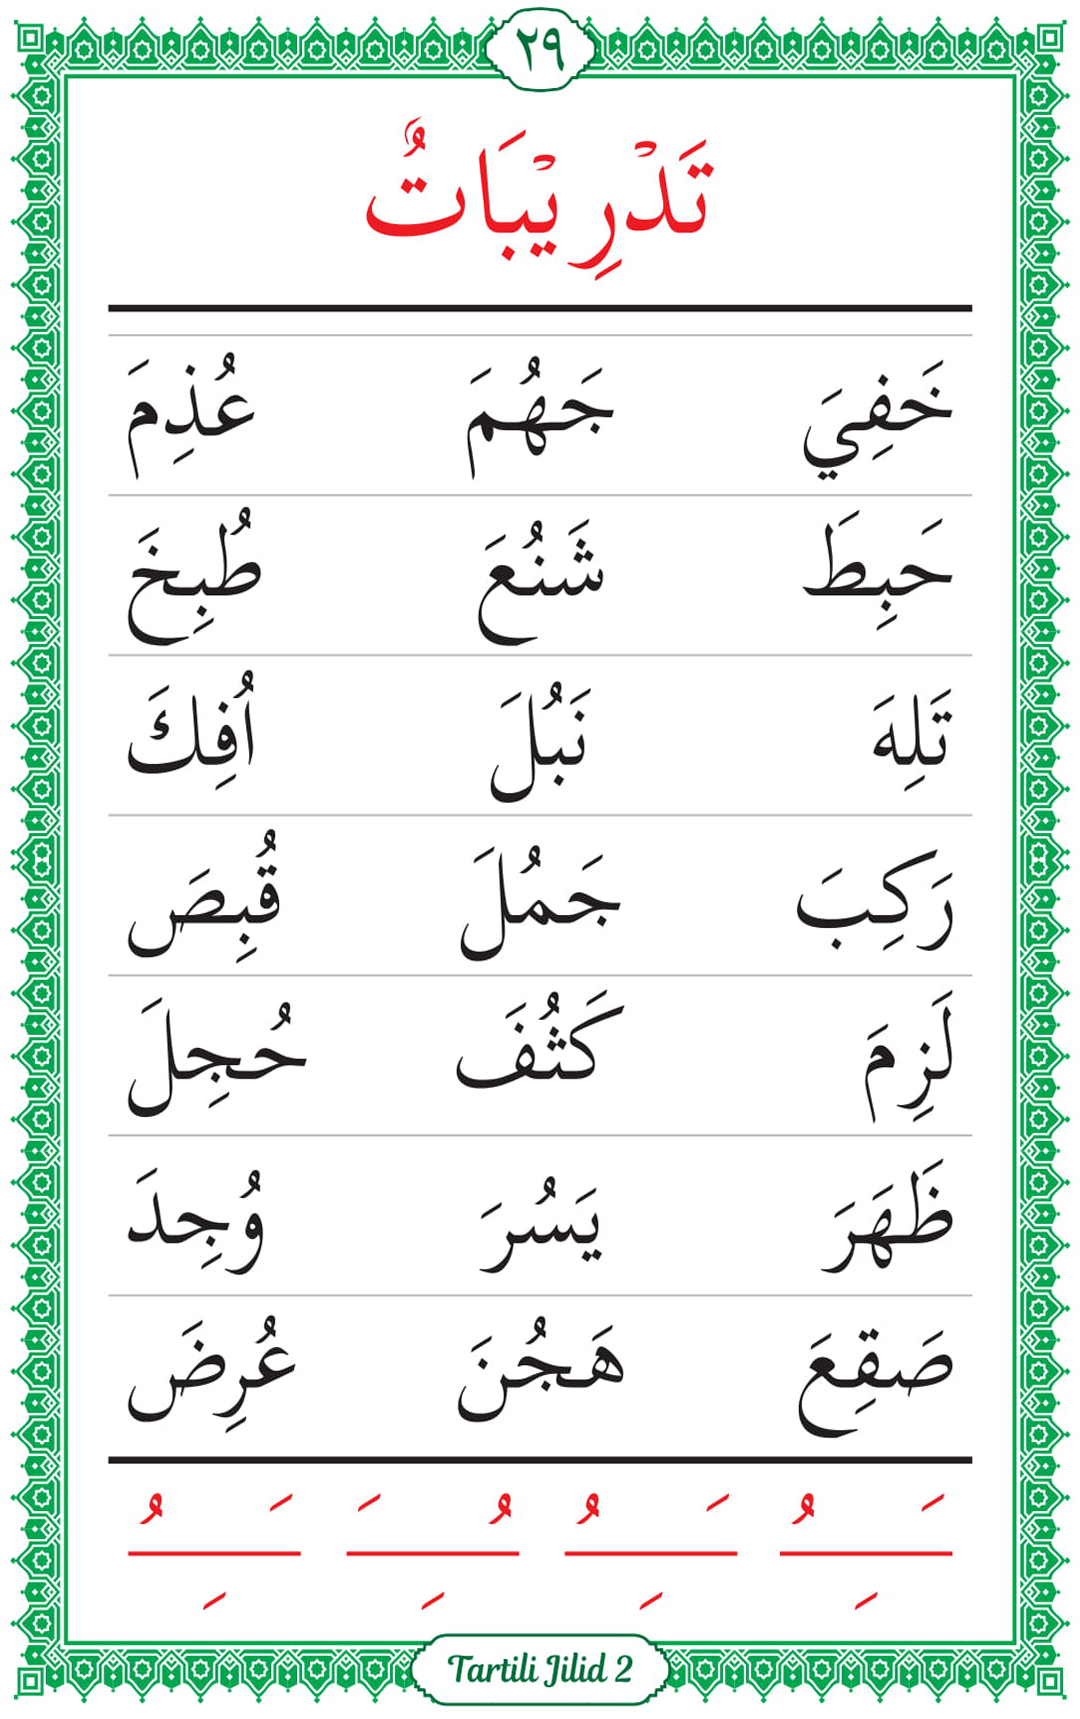 ٢٩
تَدْرِيْبَاتٌ
خَفِيَ جَهُمَ عُذِمَ
حَبِطَ شَنُعَ طُبِخَ
تَلِهَ نَبُلَ اُفِكَ
رَكِبَ جَمُلَ قُبِصَ
لَزِمَ كَثُفَ حُجِلَ
ظَهَرَ يَسُرَ وُجِدَ
صَقِعَ هَجُنَ عُرِضَ
Tartili Jilid 2